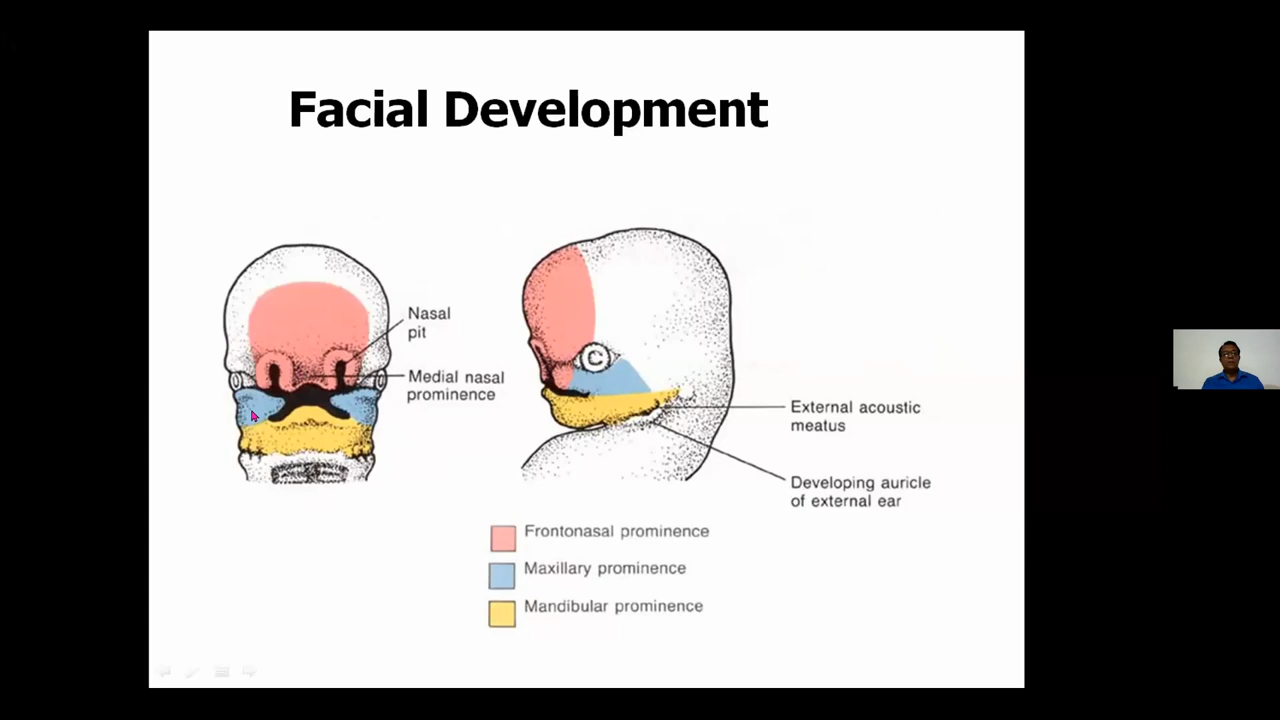 Facial Development
Nasal
pit
Medial nasal
prominence
External acoustic
meatus
Developing auricle
of external ear
Frontonasal prominence
Maxillary prominence
Mandibular prominence